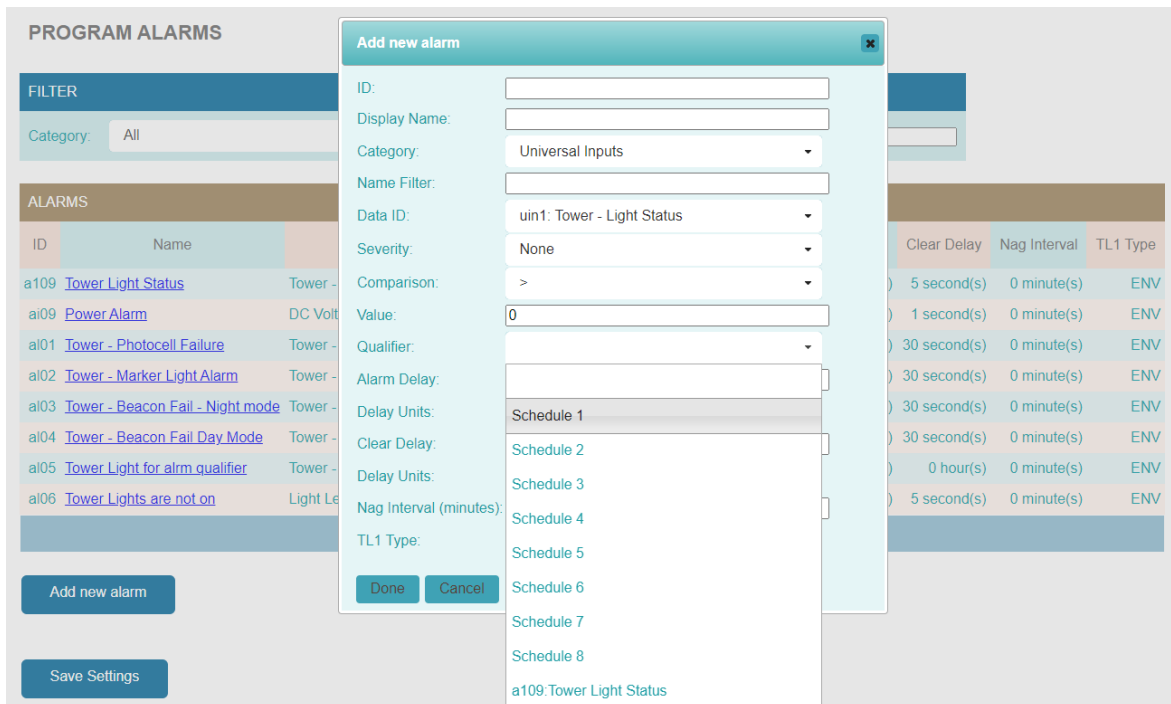 PROGRAM ALARMS
Add new alarm
FILTER
Category: All
ID:
Display Name:
Category: Universal Inputs
Name Filter:
Data ID: uin1: Tower - Light Status
Severity: None
Comparison: >
Value: 0
Qualifier:
Alarm Delay:
Delay Units:
Clear Delay:
Delay Units:
Nag Interval (minutes):
TL1 Type:
Done Cancel
Schedule 1
Schedule 2
Schedule 3
Schedule 4
Schedule 5
Schedule 6
Schedule 7
Schedule 8
a109:Tower Light Status
ALARMS
ID Name Clear Delay Nag Interval TL1 Type
a109 Tower Light Status Tower - ) 5 second(s) 0 minute(s) ENV
ai09 Power Alarm DC Volt ) 1 second(s) 0 minute(s) ENV
al01 Tower - Photocell Failure Tower - ) 30 second(s) 0 minute(s) ENV
al02 Tower - Marker Light Alarm Tower - ) 30 second(s) 0 minute(s) ENV
al03 Tower - Beacon Fail - Night mode Tower - ) 30 second(s) 0 minute(s) ENV
al04 Tower - Beacon Fail Day Mode Tower - ) 30 second(s) 0 minute(s) ENV
al05 Tower Light for alrm qualifier Tower - ) 0 hour(s) 0 minute(s) ENV
al06 Tower Lights are not on Light Le ) 5 second(s) 0 minute(s) ENV
Add new alarm
Save Settings